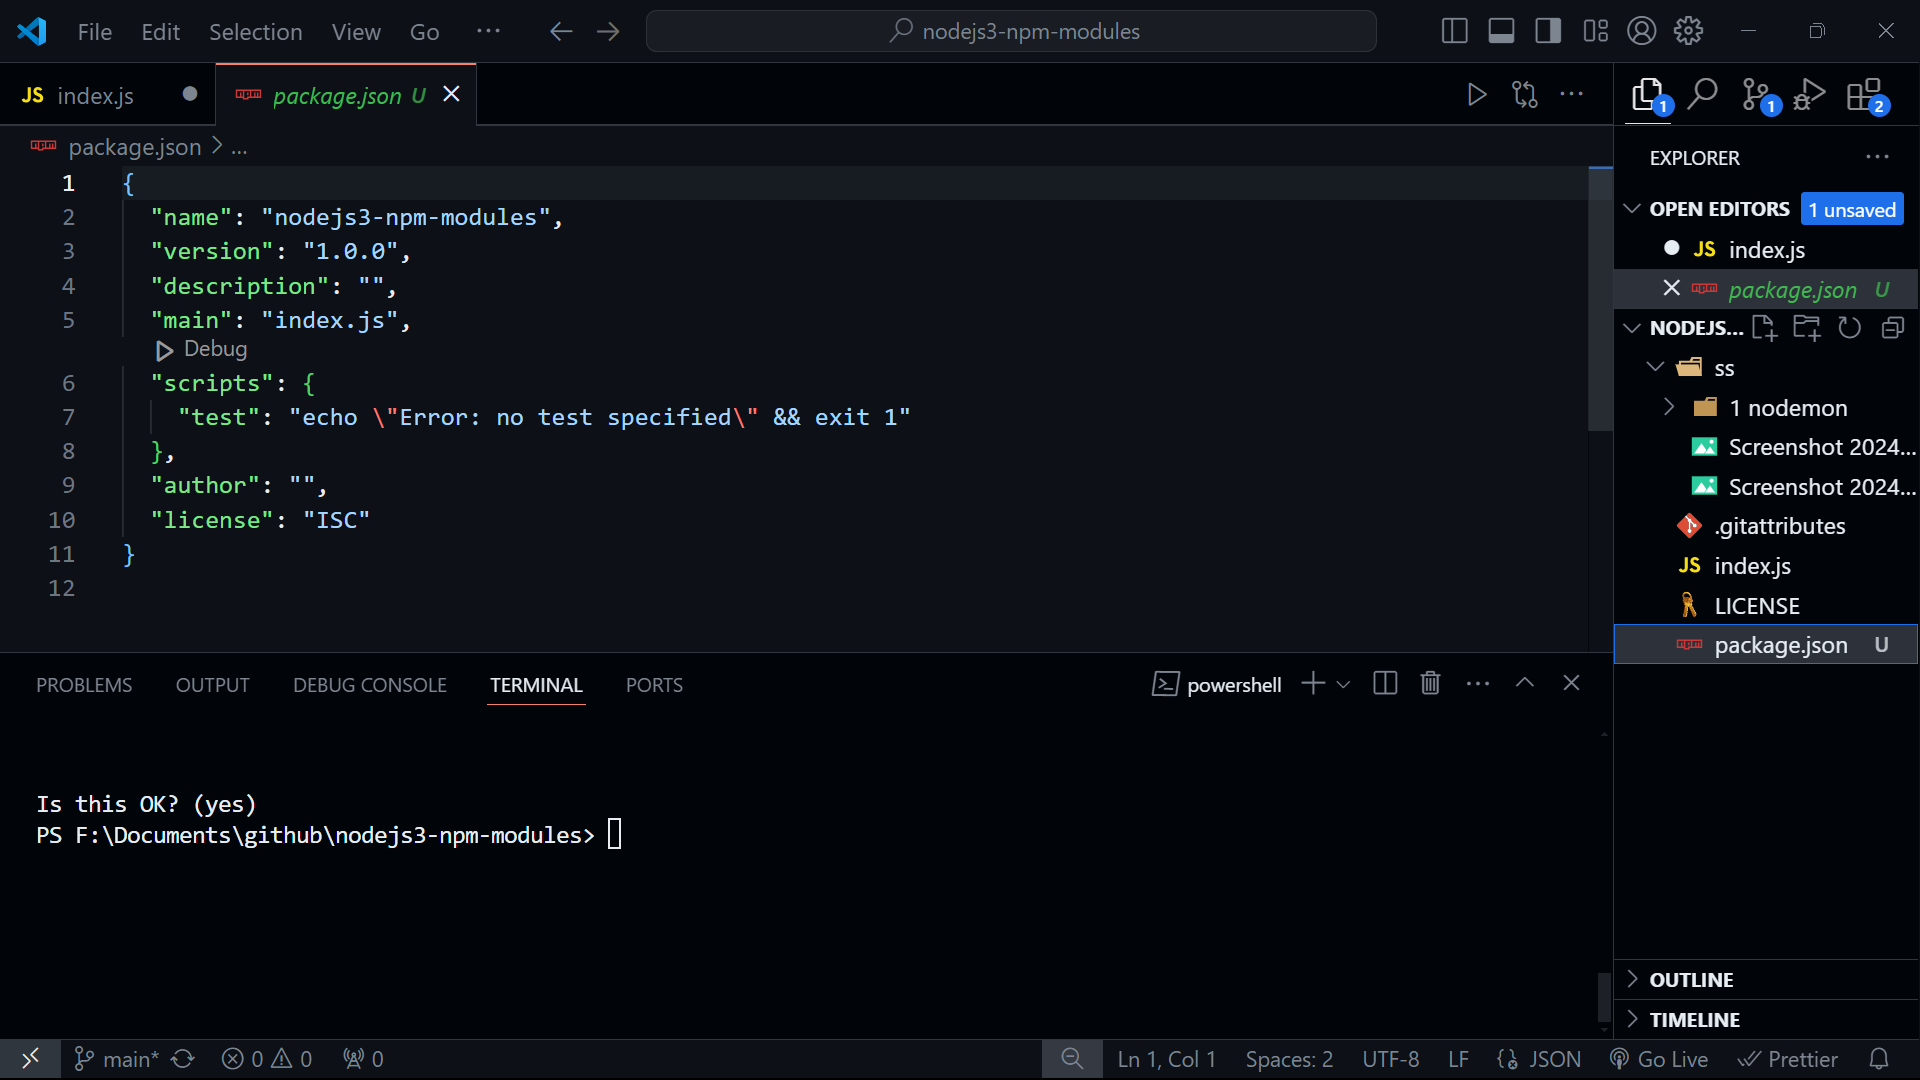 File Edit Selection View Go ··· nodejs3-npm-modules
JS index.js
package.json U
package.json > ...
1 {
2 "name": "nodejs3-npm-modules",
3 "version": "1.0.0",
4 "description": "",
5 "main": "index.js",
Debug
6 "scripts": {
7 "test": "echo \"Error: no test specified\" && exit 1"
8 },
9 "author": "",
10 "license": "ISC"
11 }
12
1 1 2
EXPLORER ···
OPEN EDITORS 1 unsaved
JS index.js
package.json U
NODEJS...
ss
1 nodemon
Screenshot 2024...
Screenshot 2024...
.gitattributes
JS index.js
LICENSE
package.json U
OUTLINE
TIMELINE
PROBLEMS OUTPUT DEBUG CONSOLE TERMINAL PORTS powershell
Is this OK? (yes)
PS F:\Documents\github\nodejs3-npm-modules>
main* 0 0 0 Ln 1, Col 1 Spaces: 2 UTF-8 LF {} JSON Go Live Prettier